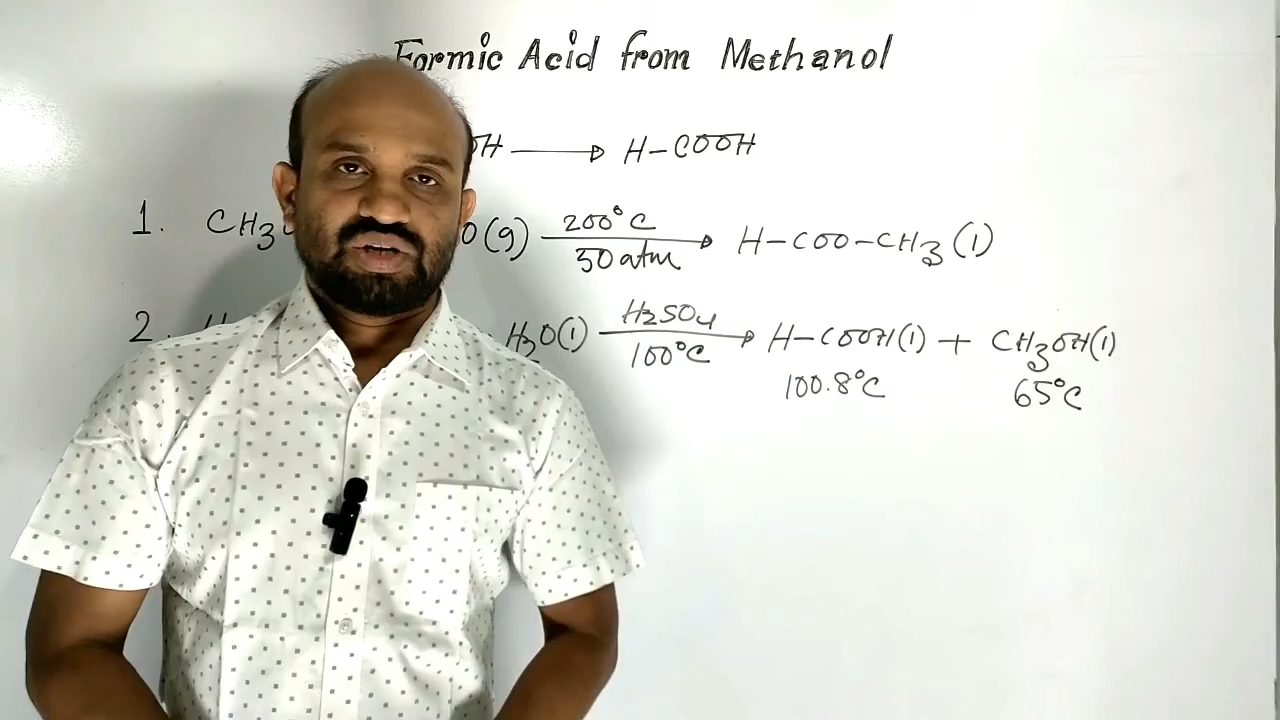 Formic Acid from Methanol
OH ⟶ H-COOH
1. CH3 O(g) 200°C 50 atm ⟶ H-COO-CH3(l)
2. H H2O(l) H2SO4 100°C ⟶ H-COOH(l) + CH3OH(l)
100.8°C 65°C